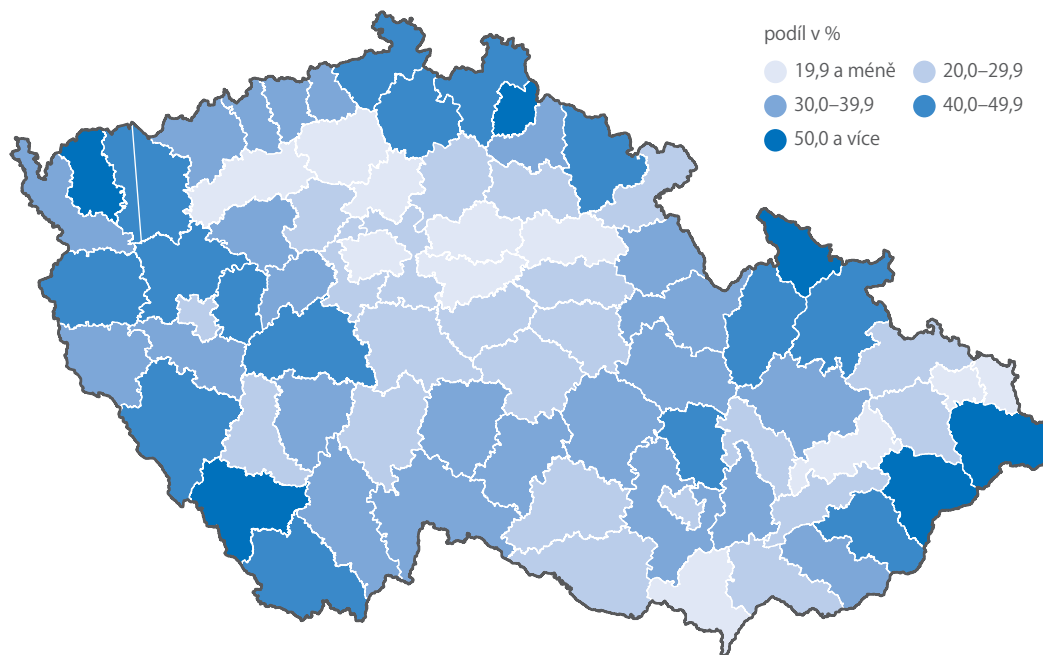 podíl v %
19,9 a méně
20,0–29,9
30,0–39,9
40,0–49,9
50,0 a více